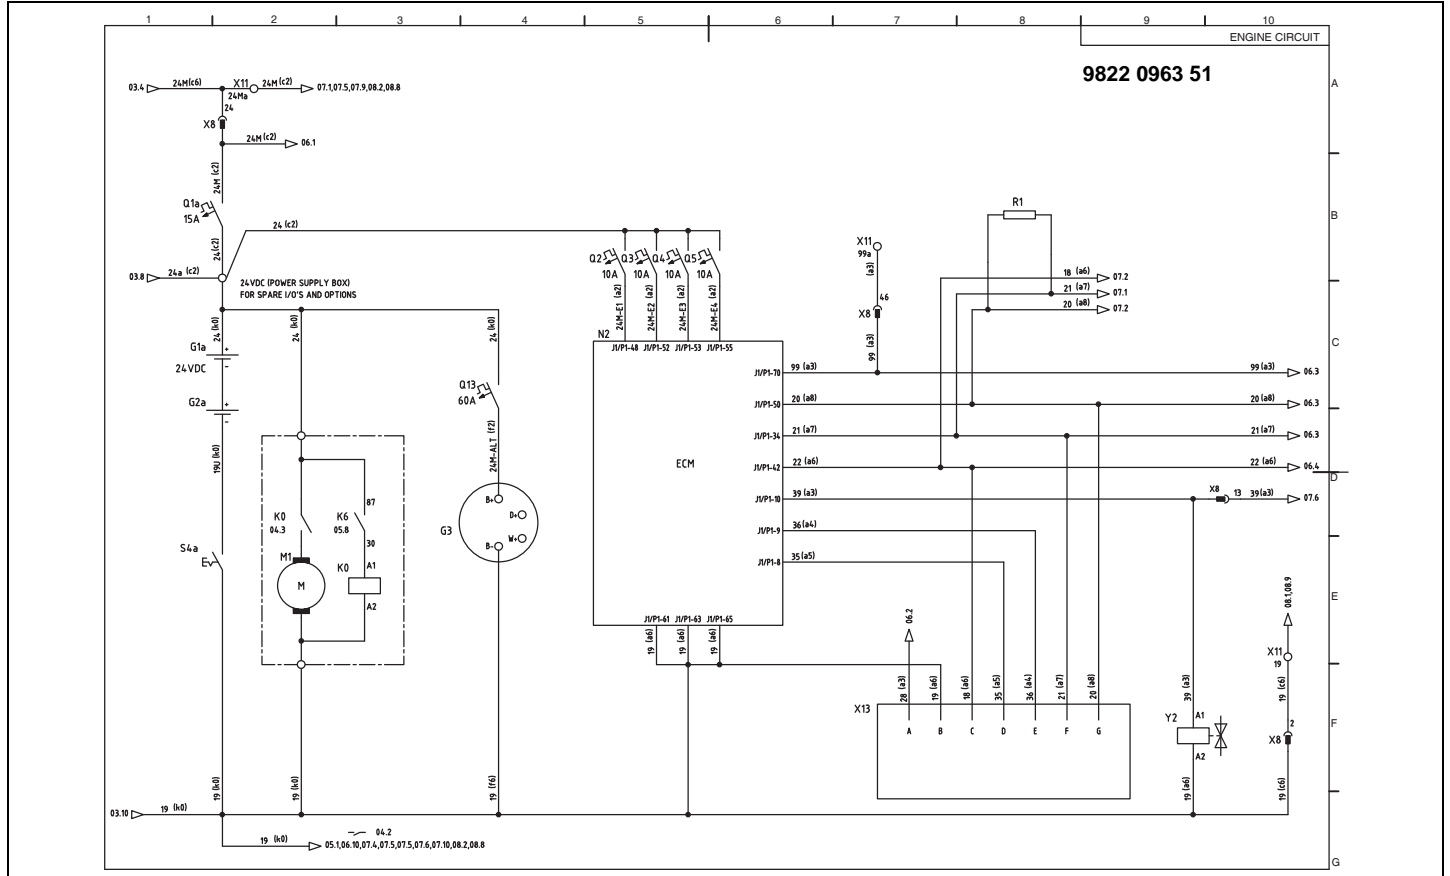 1 2 3 4 5 6 7 8 9 10
ENGINE CIRCUIT
9822 0963 51
A
03.4 24M(c6) X11 24M(c2) 07.1,07.5,07.9,08.2,08.8
24Ma
24
X8
24M (c2) 06.1
24M (c2)
Q1a
15A
24(c2)
24 (c2)
03.8 24a (c2)
24VDC (POWER SUPPLY BOX)
FOR SPARE I/O'S AND OPTIONS
R1
B
X11
99a
(a3)
46
X8
99 (a3)
Q2 Q3 Q4 Q5
10A 10A 10A 10A
24M-E1 (a2) 24M-E2 (a2) 24M-E3 (a2) 24M-E4 (a2)
18 (a6) 07.2
21 (a7) 07.1
20 (a8) 07.2
N2
J1/P1-48 J1/P1-52 J1/P1-53 J1/P1-55
C
24 (k0) 24 (k0) 24 (k0)
G1a +
24VDC -
G2a +
-
19U (k0)
Q13
60A
24M-ALT (f2)
J1/P1-70 99 (a3) 99 (a3) 06.3
J1/P1-50 20 (a8) 20 (a8) 06.3
J1/P1-34 21 (a7) 21 (a7) 06.3
J1/P1-42 22 (a6) 22 (a6) 06.4
ECM
D
J1/P1-10 39 (a3) X8 13 39(a3) 07.6
J1/P1-9 36(a4)
J1/P1-8 35(a5)
87
K0 K6
04.3 05.8
30
B+
D+
G3
W+
B-
S4a
M1
M
K0 A1
A2
E
J1/P1-61 J1/P1-63 J1/P1-65
19 (a6) 19 (a6) 19 (a6)
06.2
08.1,08.9
X11
19
28 (a3) 19 (a6) 18 (a6) 35 (a5) 36 (a4) 21 (a7) 20 (a8)
39 (a3)
19 (c6)
X13
A B C D E F G
Y2 A1
A2
2
X8
F
19 (k0) 19 (k0) 19 (f6) 19 (a6) 19 (c6)
03.10 19 (k0)
04.2
19 (k0) 05.1,06.10,07.4,07.5,07.5,07.6,07.10,08.2,08.8
G